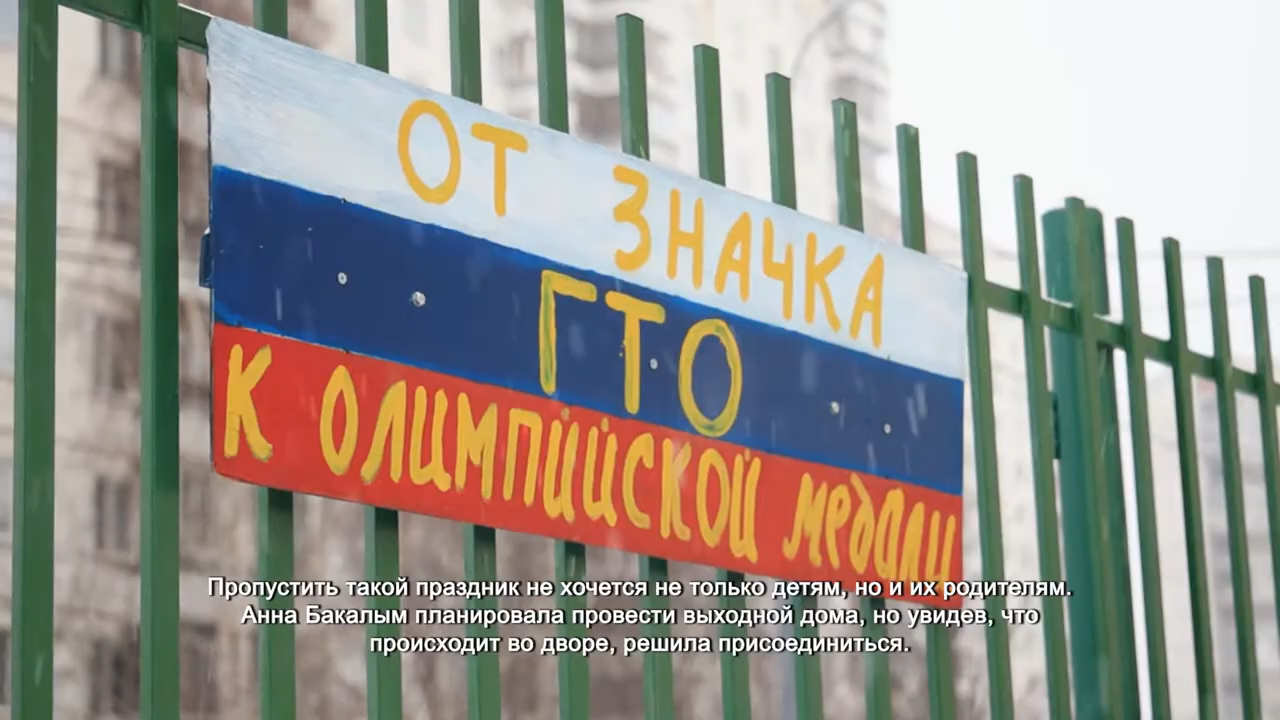 ОТ ЗНАЧКА
ГТО
К ОЛИМПИЙСКОЙ МЕДАЛИ
Пропустить такой праздник не хочется не только детям, но и их родителям.
Анна Бакалым планировала провести выходной дома, но увидев, что
происходит во дворе, решила присоединиться.